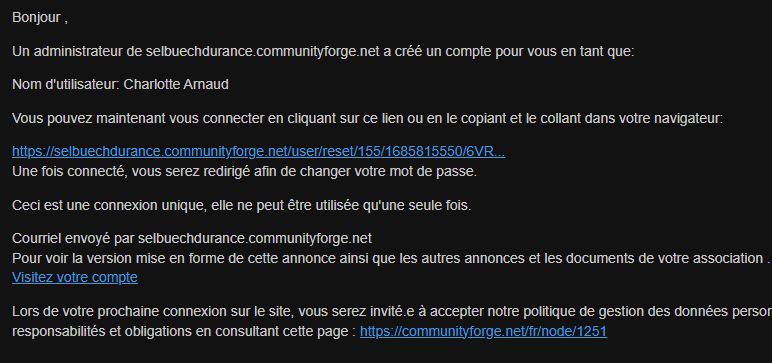 Bonjour ,
Un administrateur de selbuechdurance.communityforge.net a créé un compte pour vous en tant que:
Nom d'utilisateur: Charlotte Arnaud
Vous pouvez maintenant vous connecter en cliquant sur ce lien ou en le copiant et le collant dans votre navigateur:
https://selbuechdurance.communityforge.net/user/reset/155/1685815550/6VR...
Une fois connecté, vous serez redirigé afin de changer votre mot de passe.
Ceci est une connexion unique, elle ne peut être utilisée qu'une seule fois.
Courriel envoyé par selbuechdurance.communityforge.net
Pour voir la version mise en forme de cette annonce ainsi que les autres annonces et les documents de votre association .
Visitez votre compte
Lors de votre prochaine connexion sur le site, vous serez invité.e à accepter notre politique de gestion des données person
responsabilités et obligations en consultant cette page : https://communityforge.net/fr/node/1251